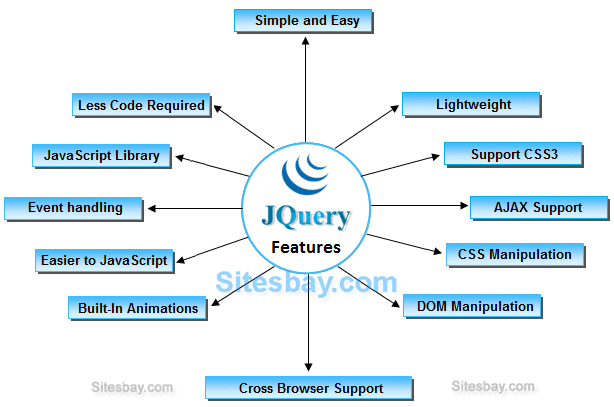 Simple and Easy
Less Code Required
Lightweight
JavaScript Library
Support CSS3
Event handling
JQuery
AJAX Support
Features
Easier to JavaScript
CSS Manipulation
Sitesbay.com
Built-In Animations
DOM Manipulation
Sitesbay.com
Cross Browser Support
Sitesbay.com